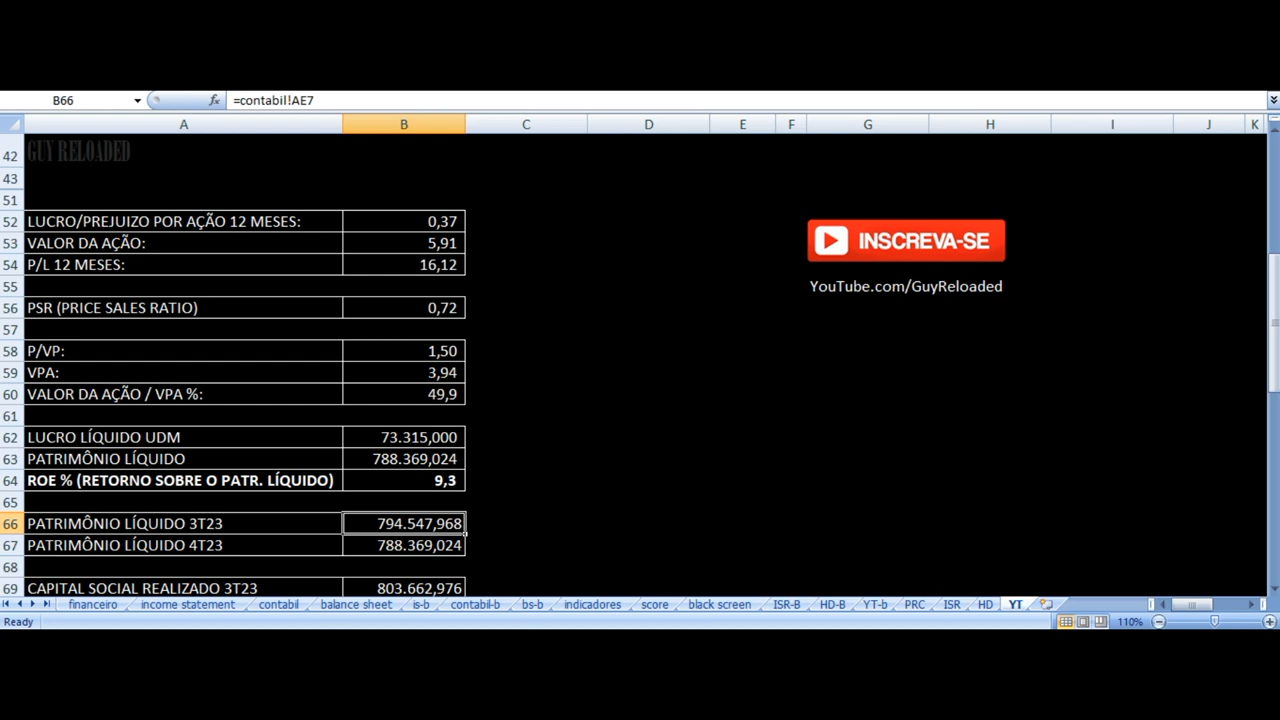 B66 fx =contabil!AE7
A B C D E F G H I J K
42 GUY RELOADED
43
51
52 LUCRO/PREJUIZO POR AÇÃO 12 MESES: 0,37
53 VALOR DA AÇÃO: 5,91
54 P/L 12 MESES: 16,12
INSCREVA-SE
YouTube.com/GuyReloaded
55
56 PSR (PRICE SALES RATIO) 0,72
57
58 P/VP: 1,50
59 VPA: 3,94
60 VALOR DA AÇÃO / VPA %: 49,9
61
62 LUCRO LÍQUIDO UDM 73.315,000
63 PATRIMÔNIO LÍQUIDO 788.369,024
64 ROE % (RETORNO SOBRE O PATR. LÍQUIDO) 9,3
65
66 PATRIMÔNIO LÍQUIDO 3T23 794.547,968
67 PATRIMÔNIO LÍQUIDO 4T23 788.369,024
68
69 CAPITAL SOCIAL REALIZADO 3T23 803.662,976
financeiro income statement contabil balance sheet is-b contabil-b bs-b indicadores score black screen ISR-B HD-B YT-b PRC ISR HD YT
Ready 110%